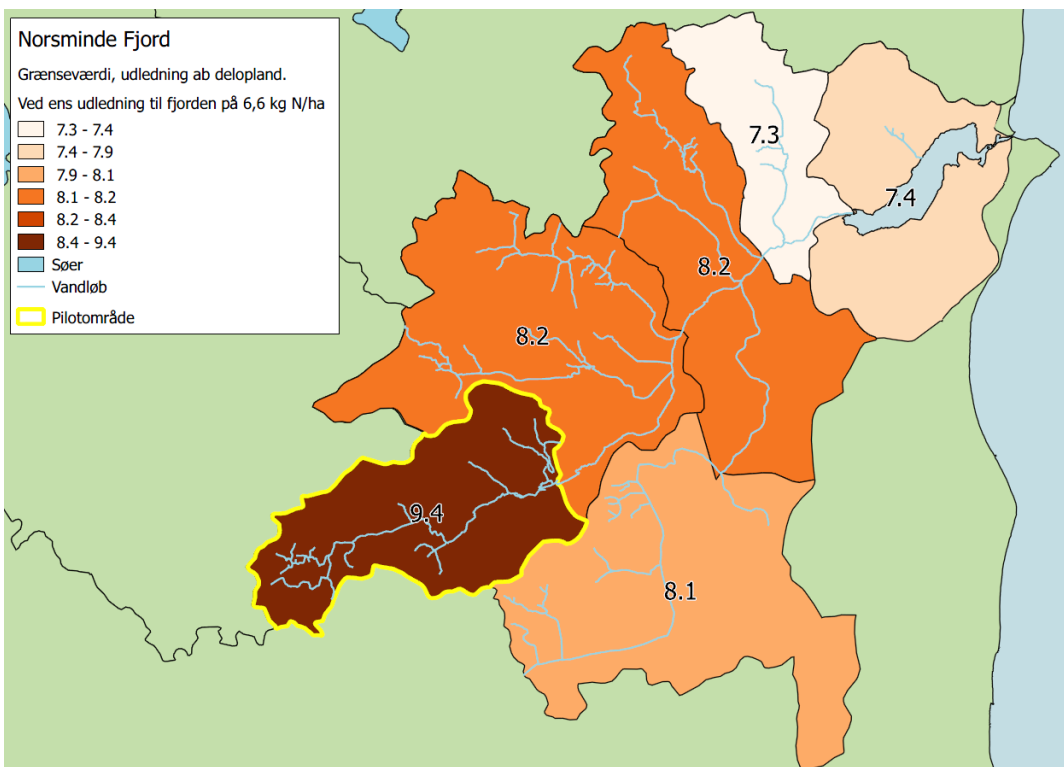 Norsminde Fjord
Grænseværdi, udledning ab delopland.
Ved ens udledning til fjorden på 6,6 kg N/ha
7.3 - 7.4
7.4 - 7.9
7.9 - 8.1
8.1 - 8.2
8.2 - 8.4
8.4 - 9.4
Søer
Vandløb
Pilotområde
7.3
7.4
8.2
8.2
9.4
8.1